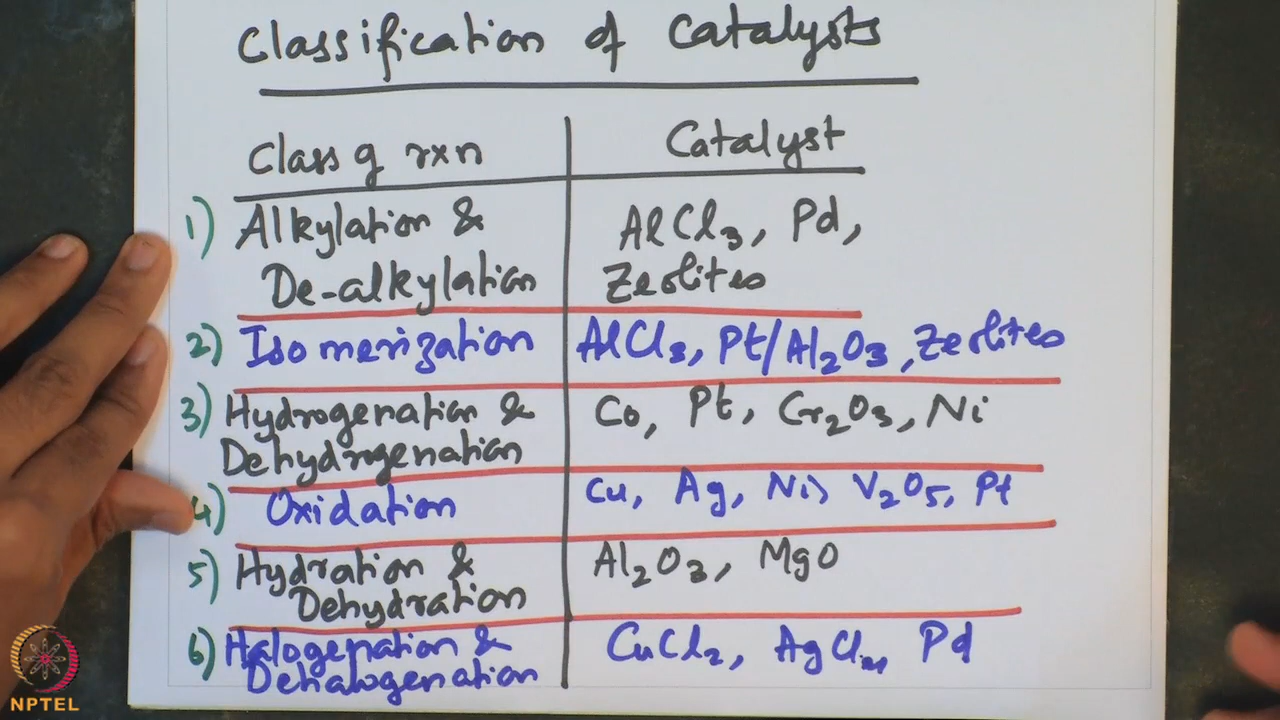 Classification of Catalysts
Class of rxn Catalyst
1) Alkylation & AlCl3, Pd,
De-alkylation Zeolites
2) Isomerization AlCl3, Pt/Al2O3, Zeolites
3) Hydrogenation & Co, Pt, Cr2O3, Ni
Dehydrogenation
4) Oxidation Cu, Ag, Ni, V2O5, Pt
5) Hydration & Al2O3, MgO
Dehydration
6) Halogenation & CuCl2, AgCl, Pd
Dehalogenation
NPTEL